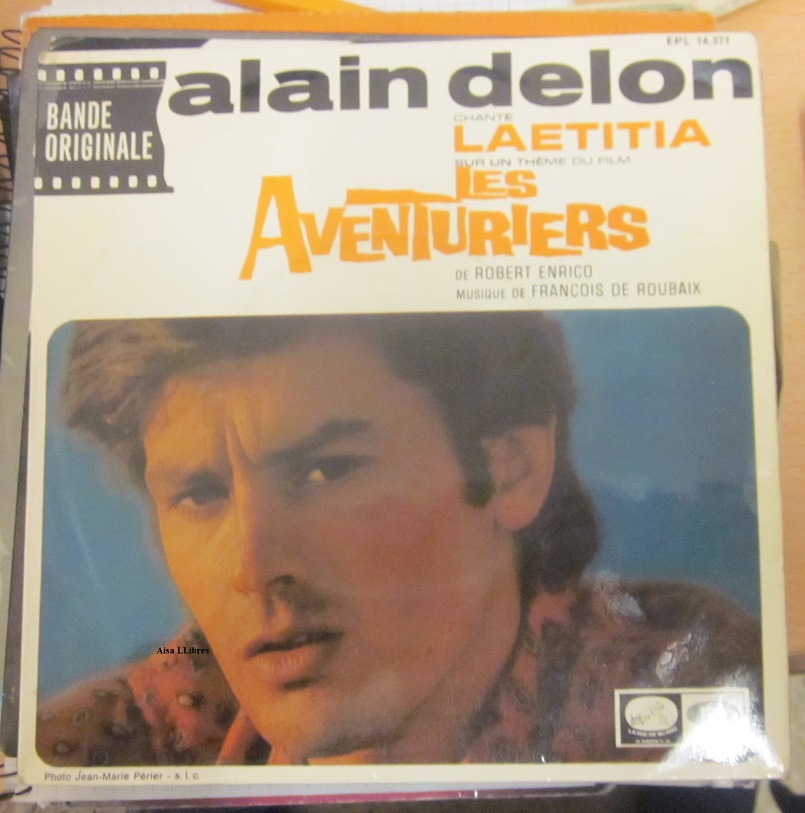 EPL 14.371
alain delon
BANDE
ORIGINALE
CHANTE
LAETITIA
SUR UN THÈME DU FILM
LES
AVENTURIERS
DE ROBERT ENRICO
MUSIQUE DE FRANÇOIS DE ROUBAIX
Aisa LLibres
Photo Jean-Marie Périer - s. l. c.